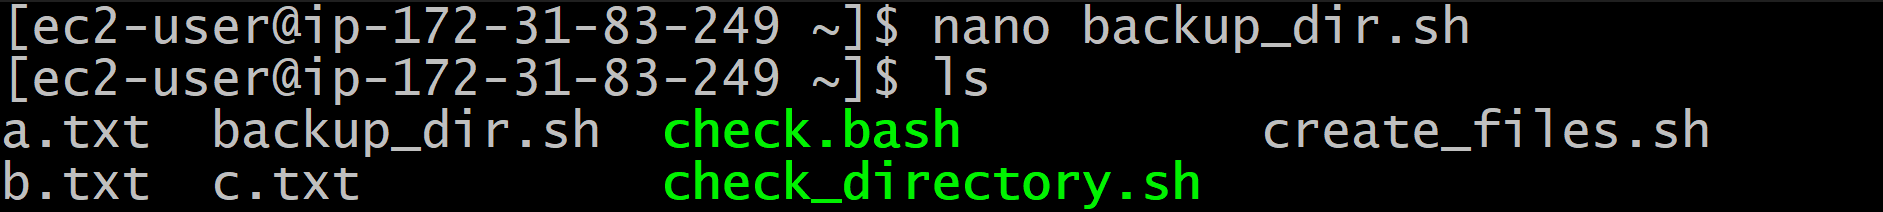 [ec2-user@ip-172-31-83-249 ~]$ nano backup_dir.sh
[ec2-user@ip-172-31-83-249 ~]$ ls
a.txt  backup_dir.sh  check.bash          create_files.sh
b.txt  c.txt          check_directory.sh